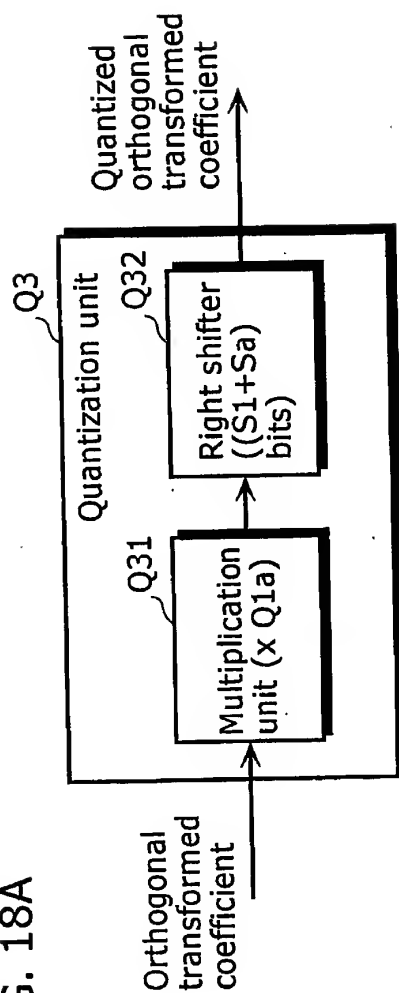 G. 18A
Q3
Quantization unit
Orthogonal
transformed
coefficient
Q31
Multiplication
unit (x Q1a)
Q32
Right shifter
((S1+Sa)
bits)
Quantized
orthogonal
transformed
coefficient